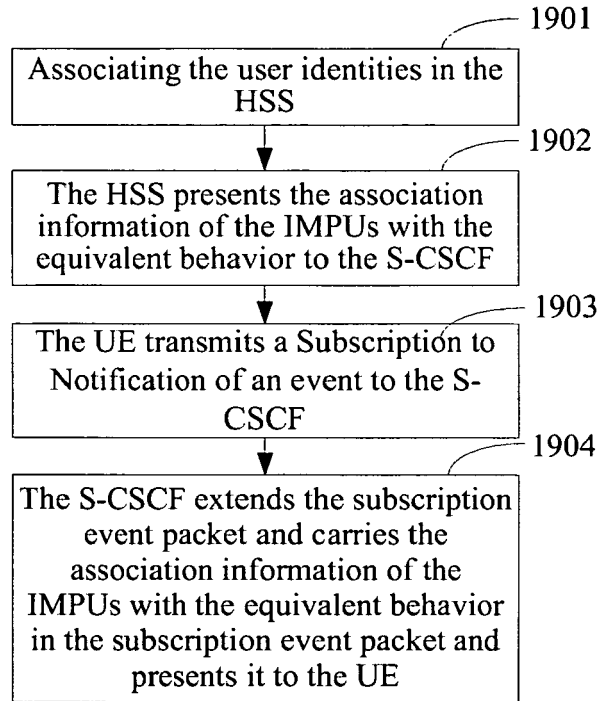 1901
Associating the user identities in the
HSS
1902
The HSS presents the association
information of the IMPUs with the
equivalent behavior to the S-CSCF
1903
The UE transmits a Subscription to
Notification of an event to the S-
CSCF
1904
The S-CSCF extends the subscription
event packet and carries the
association information of the
IMPUs with the equivalent behavior
in the subscription event packet and
presents it to the UE